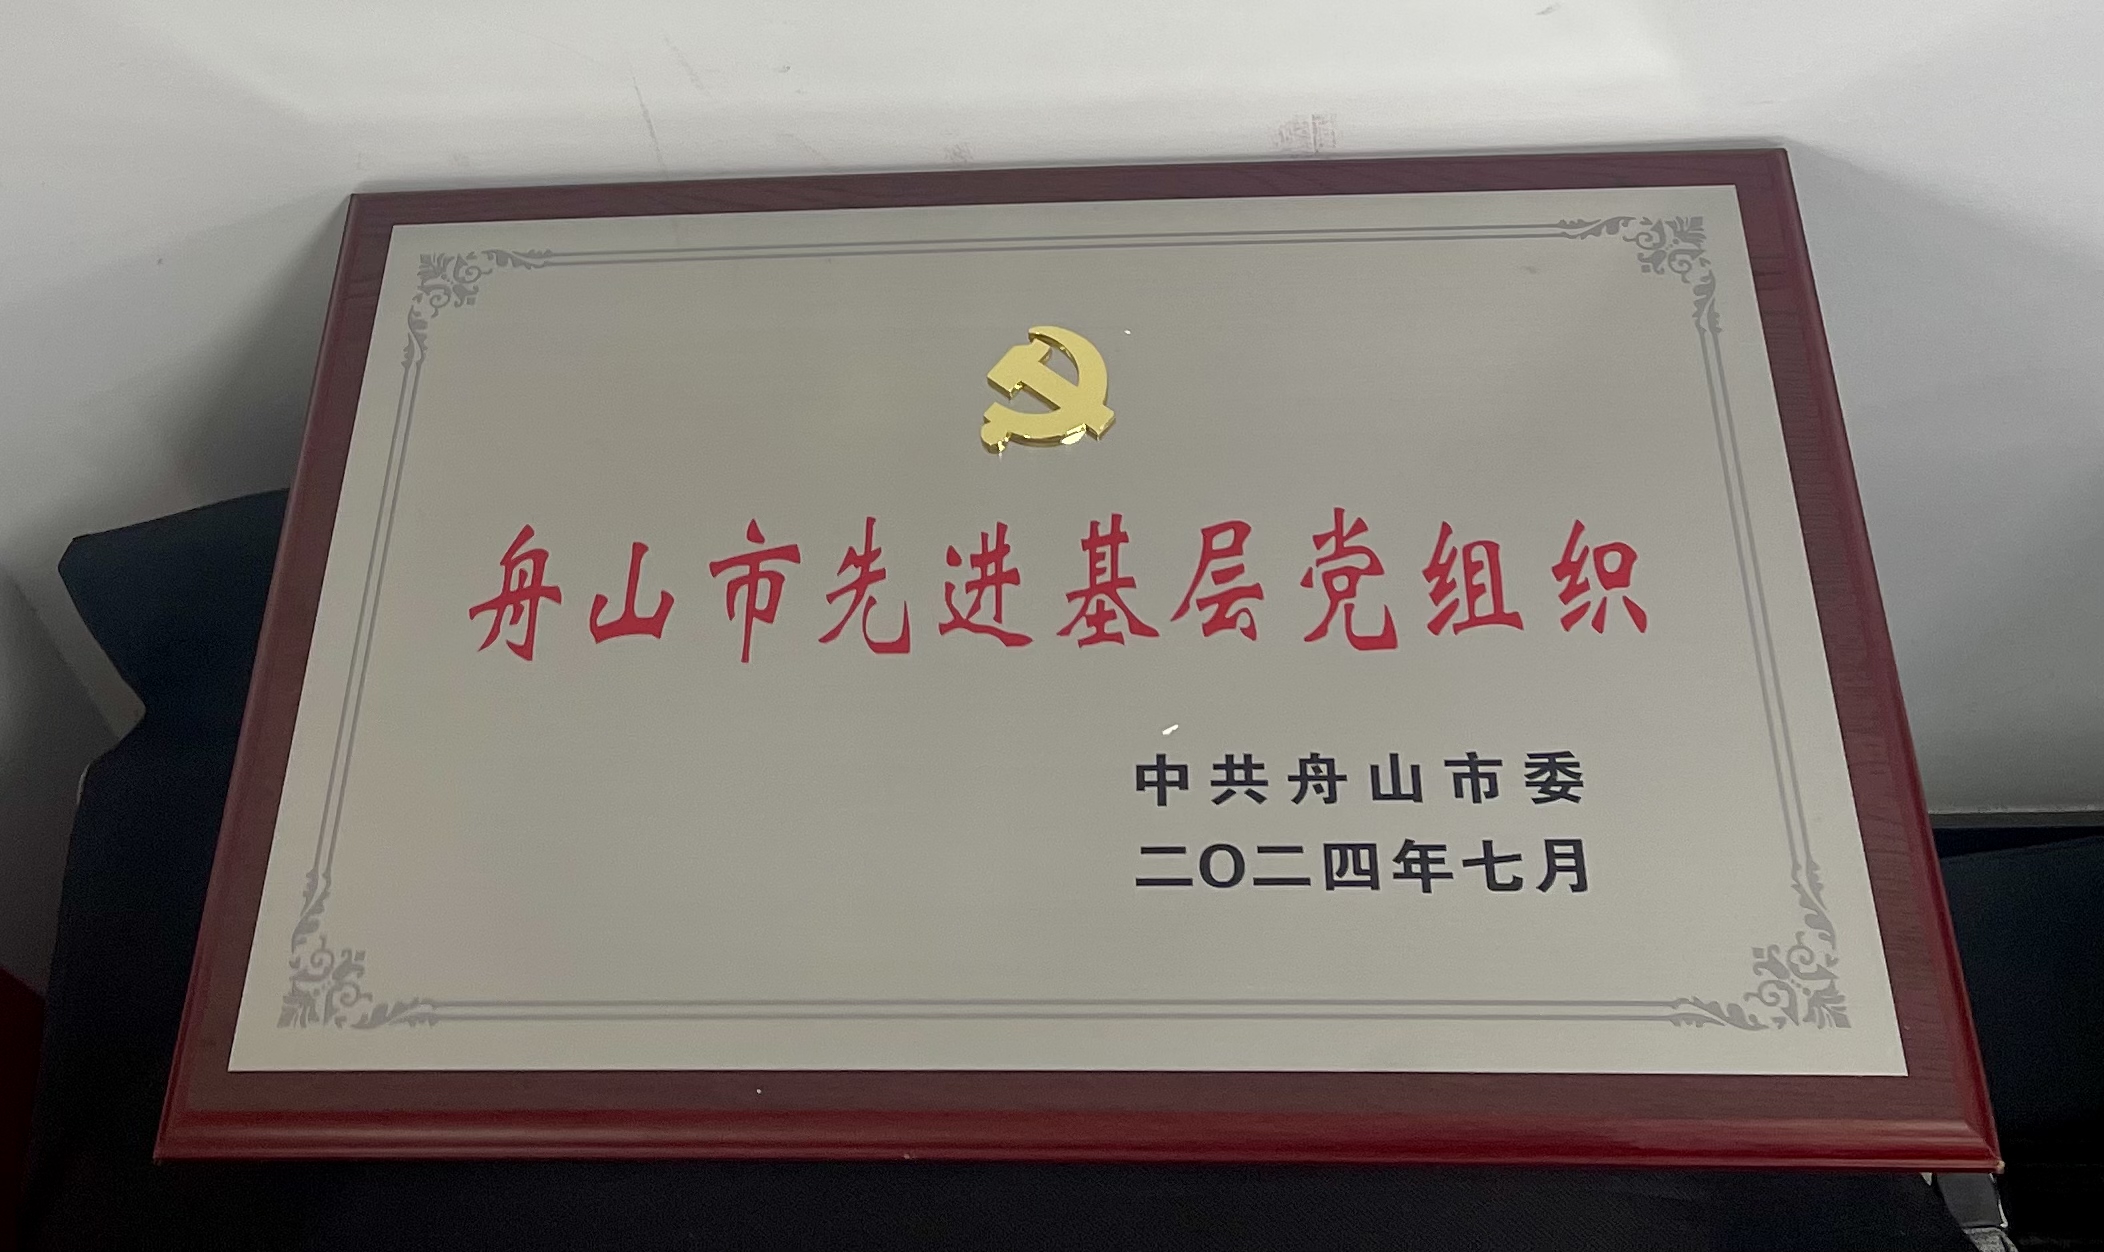 舟山市先进基层党组织
中共舟山市委
二〇二四年七月